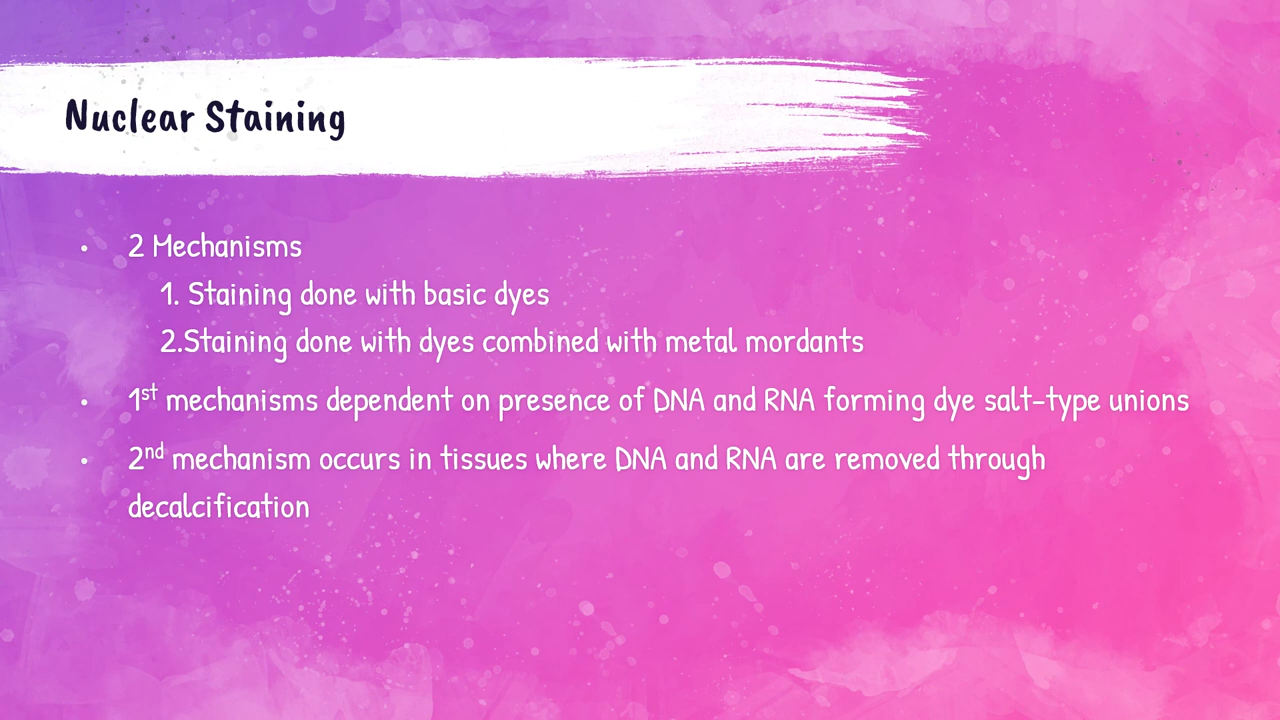 Nuclear Staining
• 2 Mechanisms
1. Staining done with basic dyes
2.Staining done with dyes combined with metal mordants
• 1st mechanisms dependent on presence of DNA and RNA forming dye salt-type unions
• 2nd mechanism occurs in tissues where DNA and RNA are removed through
decalcification